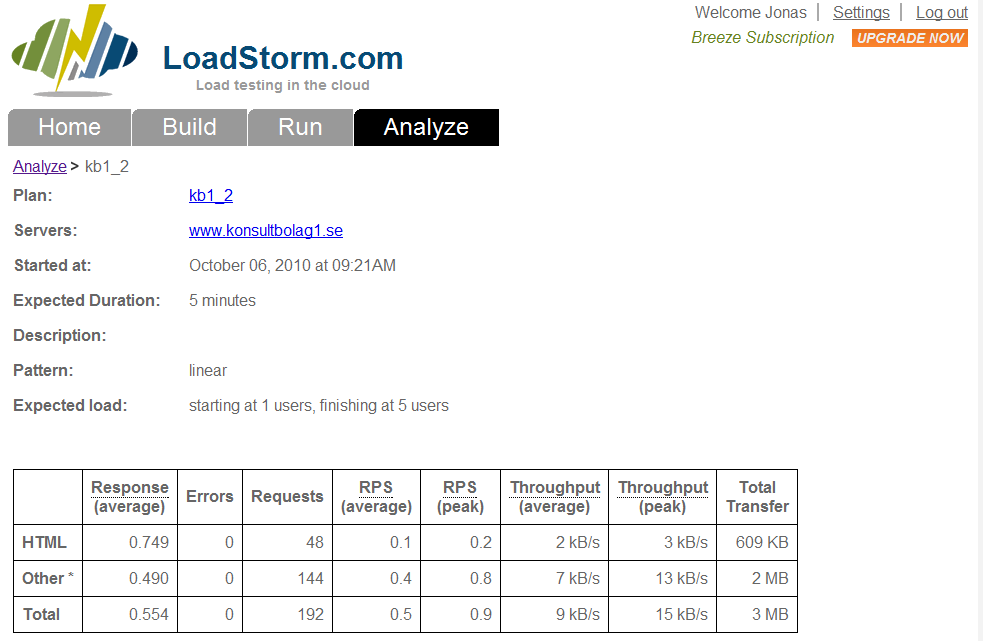 Welcome Jonas | Settings | Log out
Breeze Subscription UPGRADE NOW
LoadStorm.com
Load testing in the cloud
Home Build Run Analyze
Analyze > kb1_2
Plan: kb1_2
Servers: www.konsultbolag1.se
Started at: October 06, 2010 at 09:21AM
Expected Duration: 5 minutes
Description:
Pattern: linear
Expected load: starting at 1 users, finishing at 5 users
Response (average) Errors Requests RPS (average) RPS (peak) Throughput (average) Throughput (peak) Total Transfer
HTML 0.749 0 48 0.1 0.2 2 kB/s 3 kB/s 609 KB
Other * 0.490 0 144 0.4 0.8 7 kB/s 13 kB/s 2 MB
Total 0.554 0 192 0.5 0.9 9 kB/s 15 kB/s 3 MB